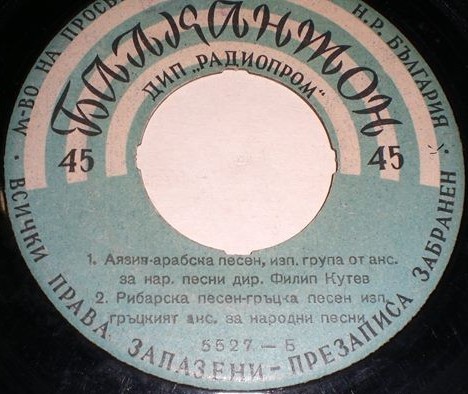 М-ВО НА ПРОСВ
Н.Р. БЪЛГАРИЯ
БАЛКАНТОН
ДИП „РАДИОПРОМ“
45
45
1. Аязин-арабска песен, изп. група от анс.
за нар. песни дир. Филип Кутев
2. Рибарска песен-гръцка песен изп.
гръцкият анс. за народни песни
5527 — Б
ВСИЧКИ ПРАВА ЗАПАЗЕНИ - ПРЕЗАПИСА ЗАБРАНЕН